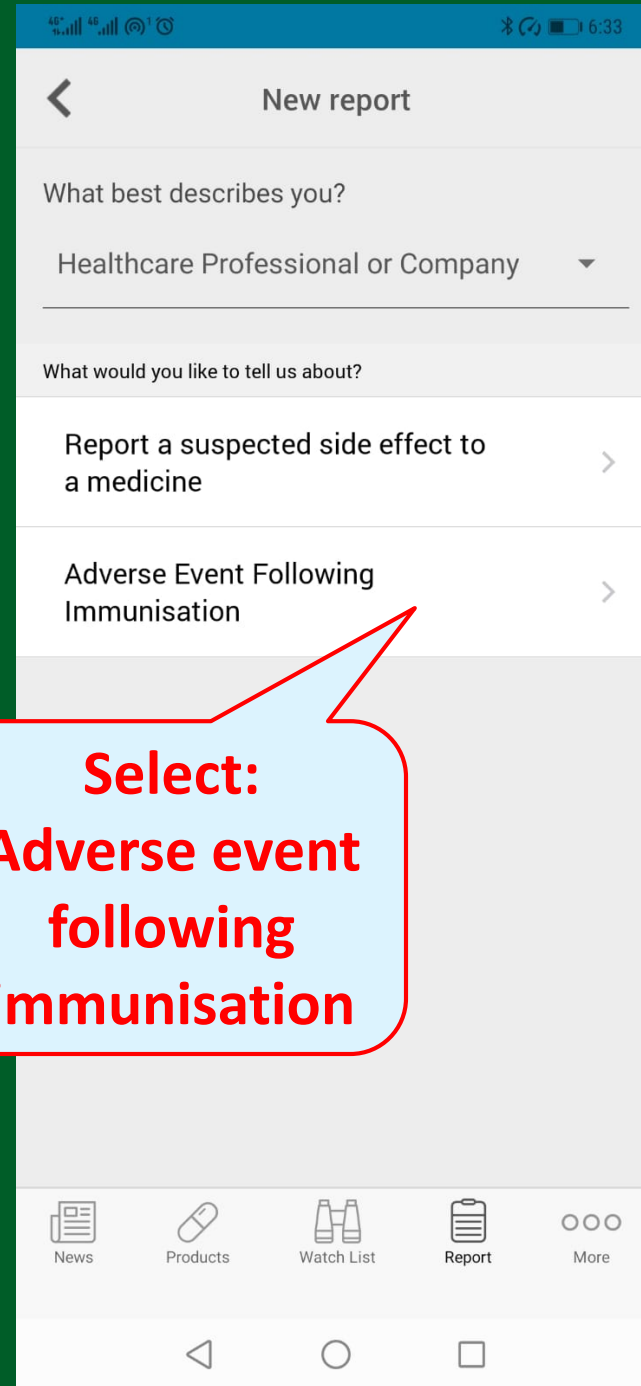 6:33
New report
What best describes you?
Healthcare Professional or Company
What would you like to tell us about?
Report a suspected side effect to
a medicine
Adverse Event Following
Immunisation
Select:
Adverse event
following
immunisation
News Products Watch List Report More